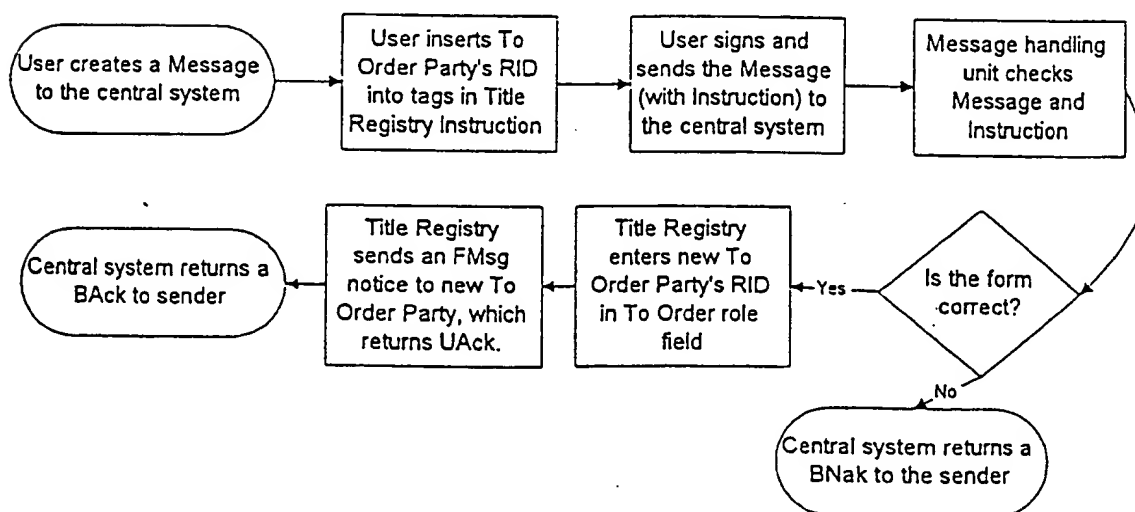 User creates a Message
to the central system
User inserts To
Order Party's RID
into tags in Title
Registry Instruction
User signs and
sends the Message
(with Instruction) to
the central system
Message handling
unit checks
Message and
Instruction
Is the form
correct?
Yes
Title Registry
enters new To
Order Party's RID
in To Order role
field
Title Registry
sends an FMsg
notice to new To
Order Party, which
returns UAck.
Central system returns a
BAck to sender
No
Central system returns a
BNak to the sender